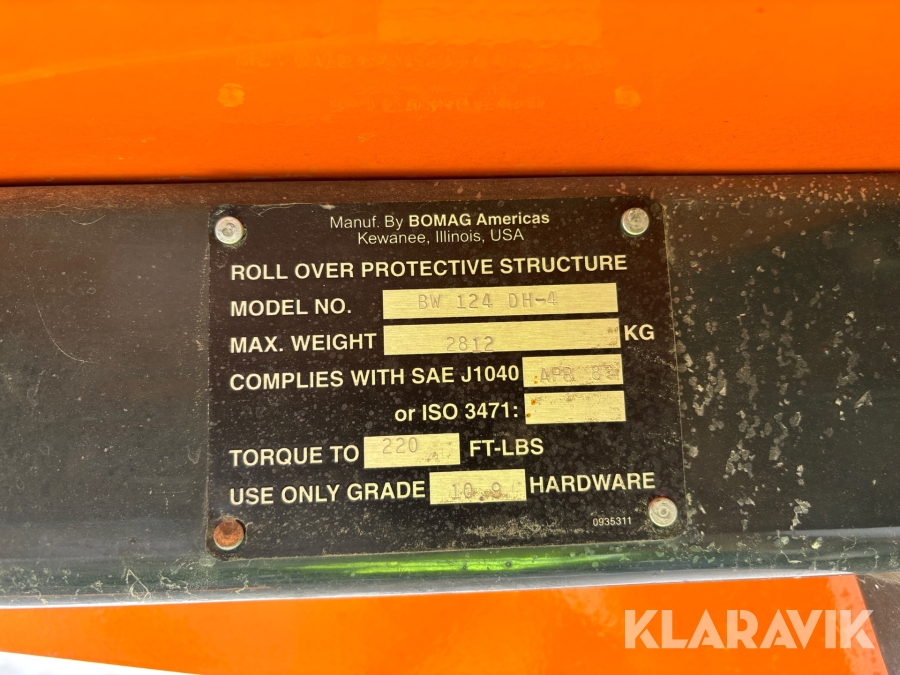 Manuf. By BOMAG Americas
Kewanee, Illinois, USA
ROLL OVER PROTECTIVE STRUCTURE
MODEL NO. BW 124 DH-4
MAX. WEIGHT 2812 KG
COMPLIES WITH SAE J1040
or ISO 3471:
TORQUE TO 220 FT-LBS
USE ONLY GRADE 10.9 HARDWARE
0935311
KLARAVIK